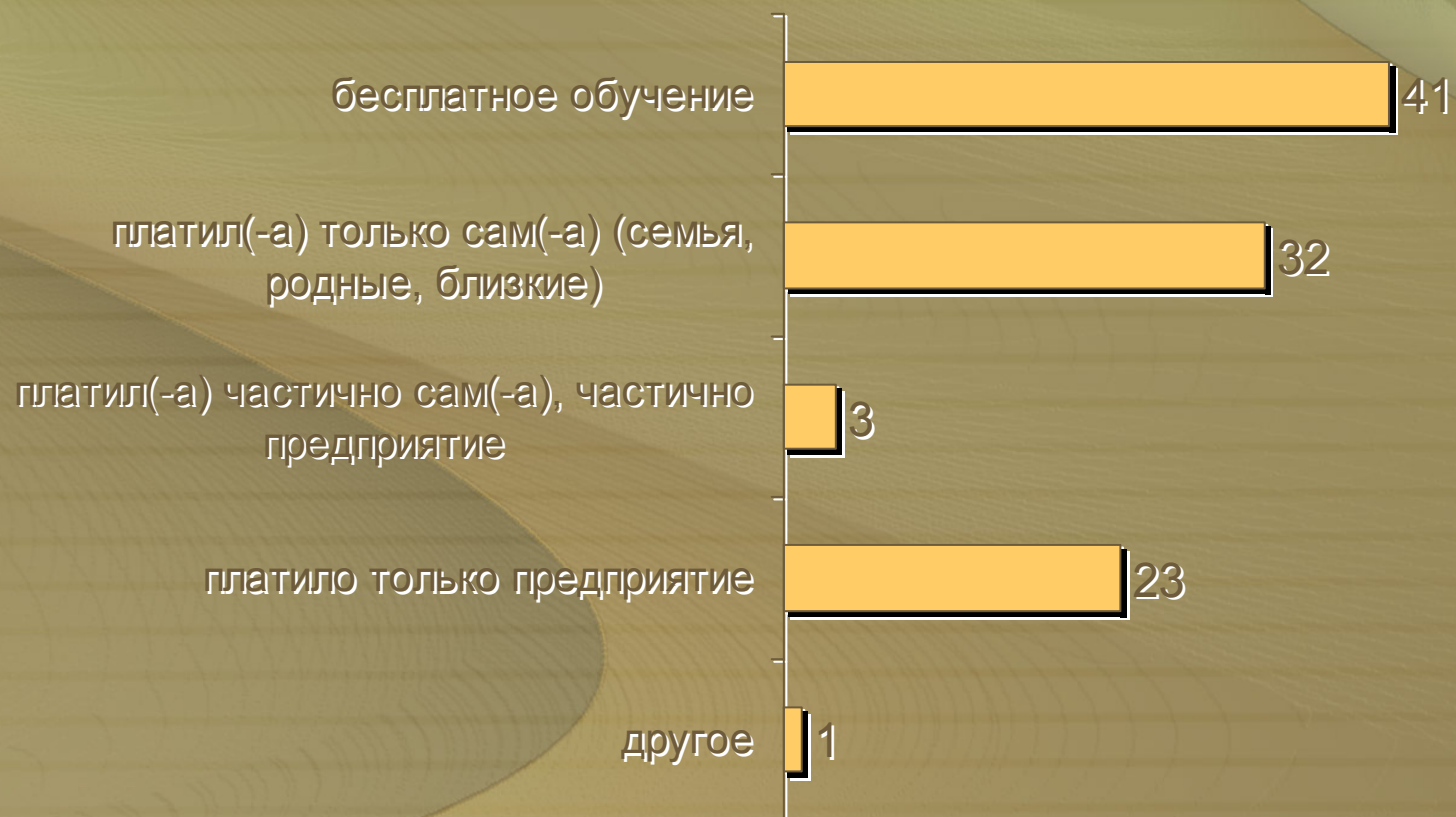 бесплатное обучение
41
платил(-а) только сам(-а) (семья,
родные, близкие)
32
платил(-а) частично сам(-а), частично
предприятие
3
платило только предприятие
23
другое
1